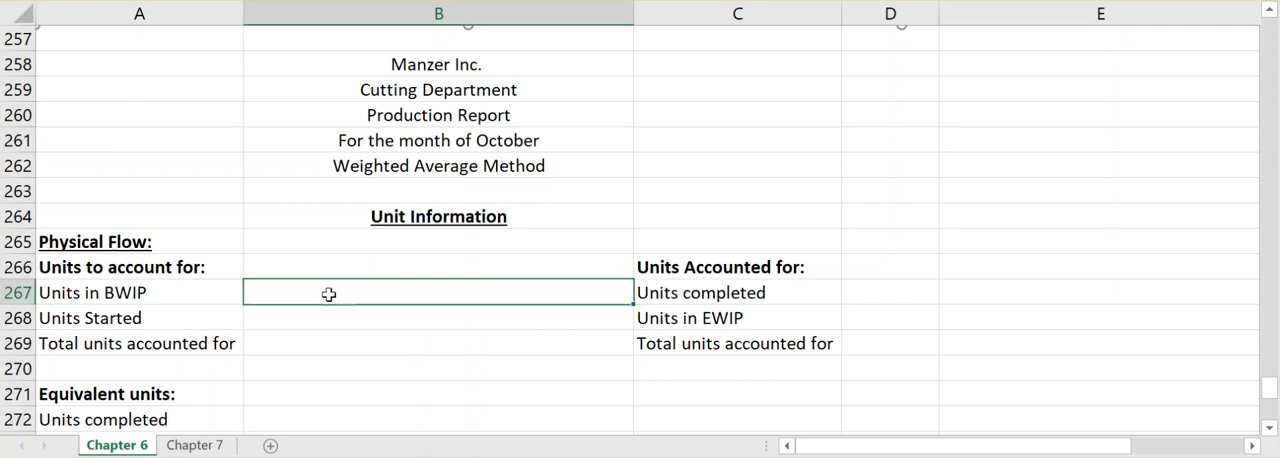 A B C D E
257
258 Manzer Inc.
259 Cutting Department
260 Production Report
261 For the month of October
262 Weighted Average Method
263
264 Unit Information
265 Physical Flow:
266 Units to account for: Units Accounted for:
267 Units in BWIP Units completed
268 Units Started Units in EWIP
269 Total units accounted for Total units accounted for
270
271 Equivalent units:
272 Units completed
Chapter 6 Chapter 7